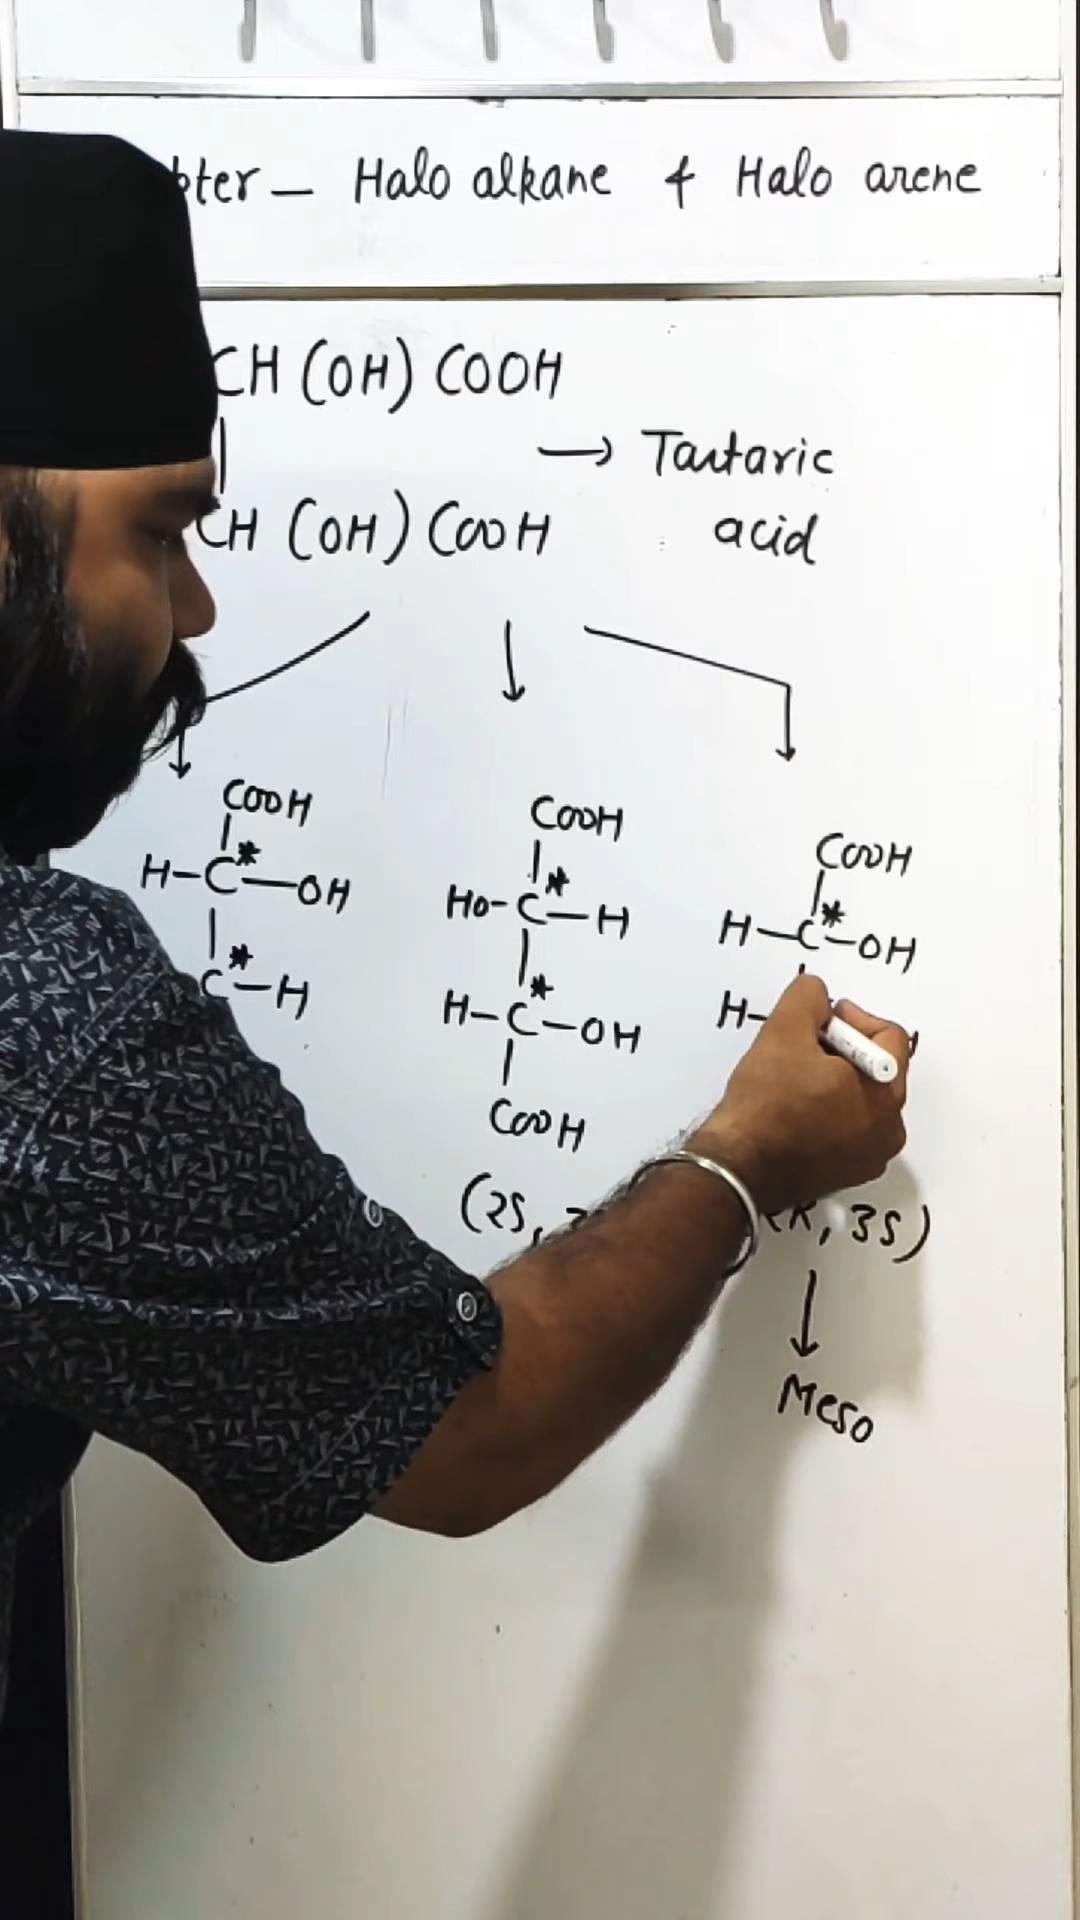 pter – Halo alkane & Halo arene
CH (OH) COOH
→ Tartaric
acid
CH (OH) COOH
COOH
H–C*–OH
C*–H
COOH
HO–C*–H
H–C*–OH
COOH
(2S,
COOH
H–C*–OH
H–
, 3S)
Meso